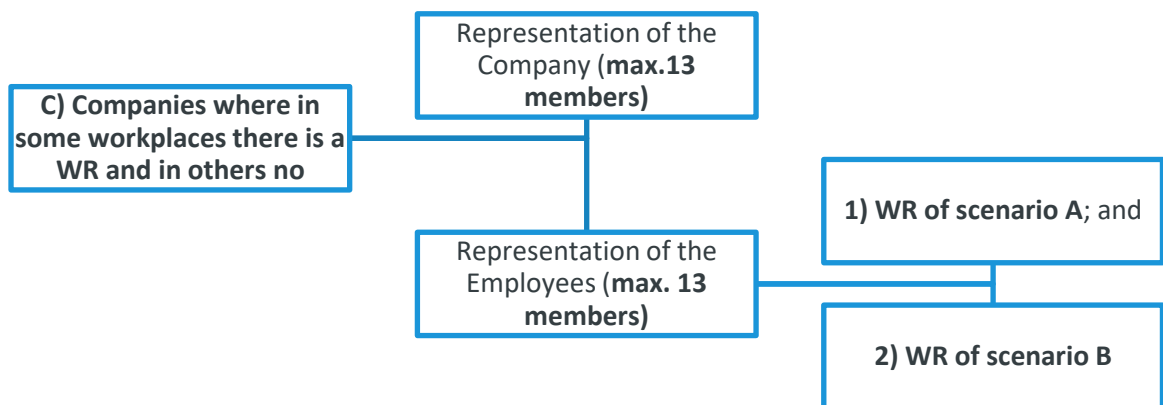 Representation of the
Company (max.13
members)
C) Companies where in
some workplaces there is a
WR and in others no
1) WR of scenario A; and
Representation of the
Employees (max. 13
members)
2) WR of scenario B